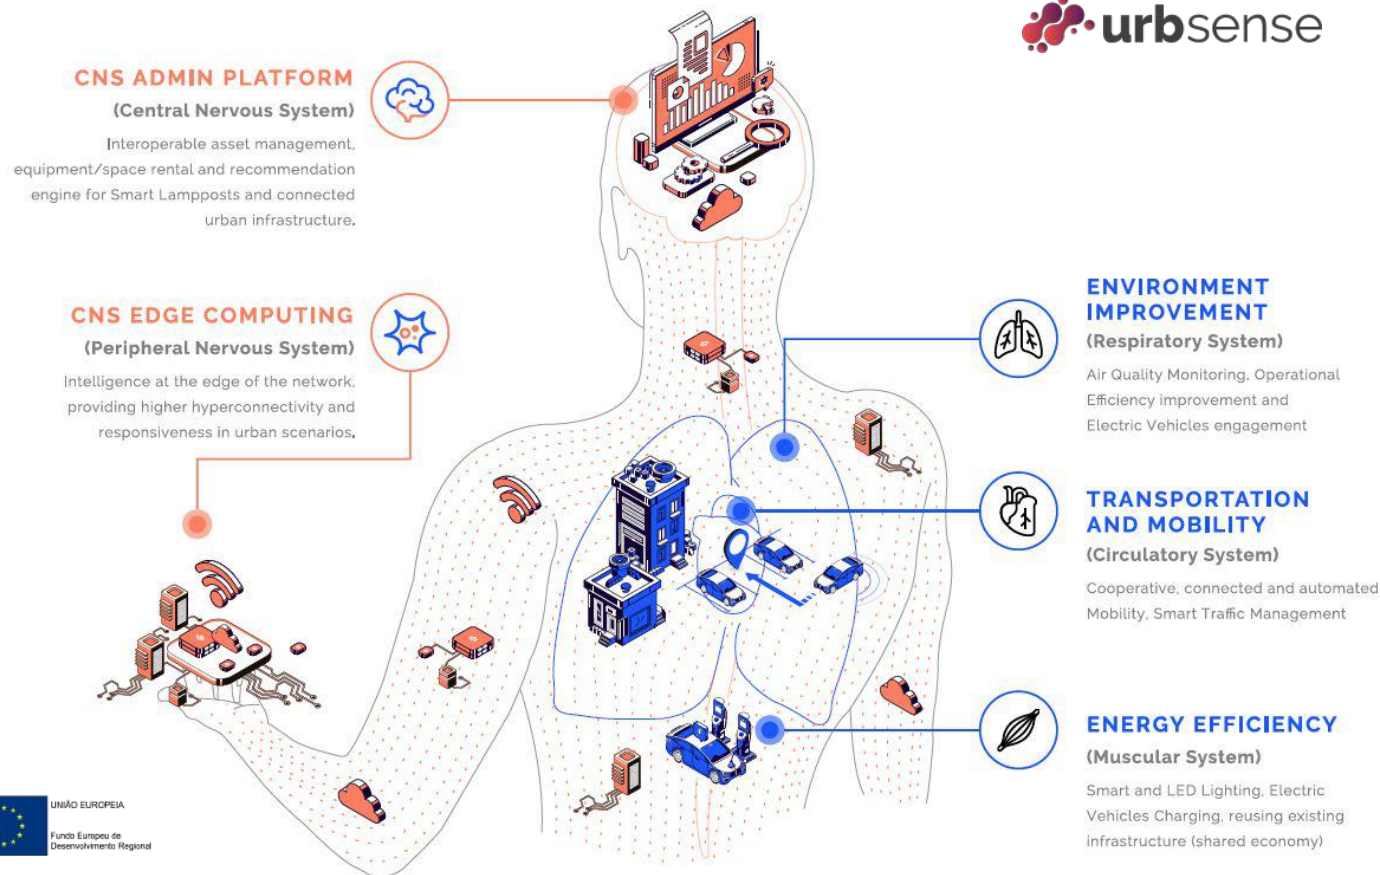 urbsense
CNS ADMIN PLATFORM
(Central Nervous System)
Interoperable asset management,
equipment/space rental and recommendation
engine for Smart Lampposts and connected
urban infrastructure.
CNS EDGE COMPUTING
(Peripheral Nervous System)
Intelligence at the edge of the network,
providing higher hyperconnectivity and
responsiveness in urban scenarios.
ENVIRONMENT
IMPROVEMENT
(Respiratory System)
Air Quality Monitoring, Operational
Efficiency improvement and
Electric Vehicles engagement
TRANSPORTATION
AND MOBILITY
(Circulatory System)
Cooperative, connected and automated
Mobility, Smart Traffic Management
ENERGY EFFICIENCY
(Muscular System)
Smart and LED Lighting, Electric
Vehicles Charging, reusing existing
infrastructure (shared economy)
UNIÃO EUROPEIA
Fundo Europeu de
Desenvolvimento Regional